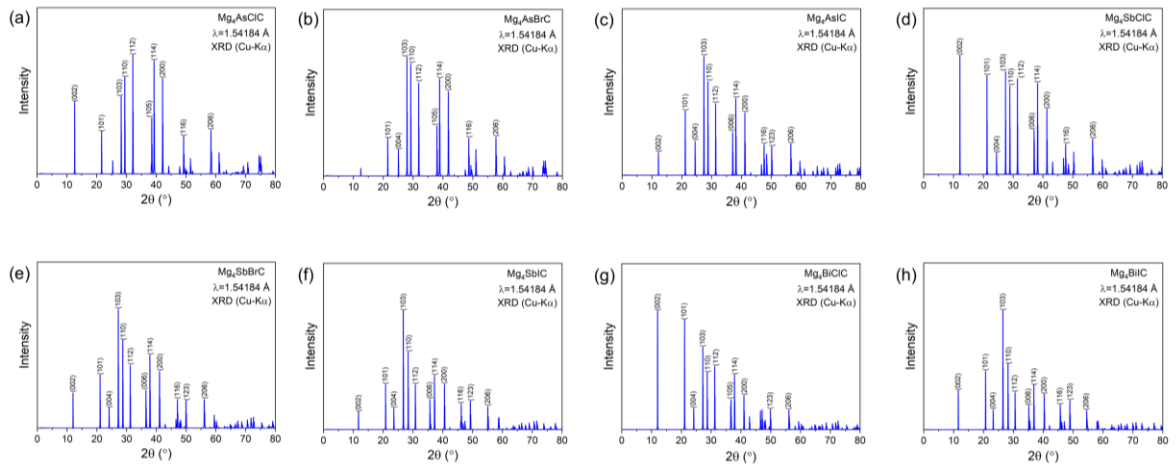 (a)
Mg₄AsClC
λ=1.54184 Å
XRD (Cu-Kα)
Intensity
(002)
(101)
(103)
(110)
(112)
(105)
(114)
(200)
(116)
(206)
0 10 20 30 40 50 60 70 80
2θ (°)
(b)
Mg₄AsBrC
λ=1.54184 Å
XRD (Cu-Kα)
Intensity
(101)
(004)
(103)
(110)
(112)
(105)
(114)
(200)
(116)
(206)
0 10 20 30 40 50 60 70 80
2θ (°)
(c)
Mg₄AsIC
λ=1.54184 Å
XRD (Cu-Kα)
Intensity
(002)
(101)
(004)
(103)
(110)
(112)
(006)
(114)
(200)
(116)
(123)
(206)
0 10 20 30 40 50 60 70 80
2θ (°)
(d)
Mg₄SbClC
λ=1.54184 Å
XRD (Cu-Kα)
Intensity
(002)
(101)
(004)
(103)
(110)
(112)
(006)
(114)
(200)
(116)
(206)
0 10 20 30 40 50 60 70 80
2θ (°)
(e)
Mg₄SbBrC
λ=1.54184 Å
XRD (Cu-Kα)
Intensity
(002)
(101)
(004)
(103)
(110)
(112)
(006)
(114)
(200)
(116)
(123)
(206)
0 10 20 30 40 50 60 70 80
2θ (°)
(f)
Mg₄SbIC
λ=1.54184 Å
XRD (Cu-Kα)
Intensity
(002)
(101)
(004)
(103)
(110)
(112)
(006)
(114)
(200)
(116)
(123)
(206)
0 10 20 30 40 50 60 70 80
2θ (°)
(g)
Mg₄BiClC
λ=1.54184 Å
XRD (Cu-Kα)
Intensity
(002)
(101)
(004)
(103)
(110)
(112)
(105)
(114)
(200)
(123)
(206)
0 10 20 30 40 50 60 70 80
2θ (°)
(h)
Mg₄BiIC
λ=1.54184 Å
XRD (Cu-Kα)
Intensity
(002)
(101)
(004)
(103)
(110)
(112)
(006)
(114)
(200)
(116)
(123)
(206)
0 10 20 30 40 50 60 70 80
2θ (°)